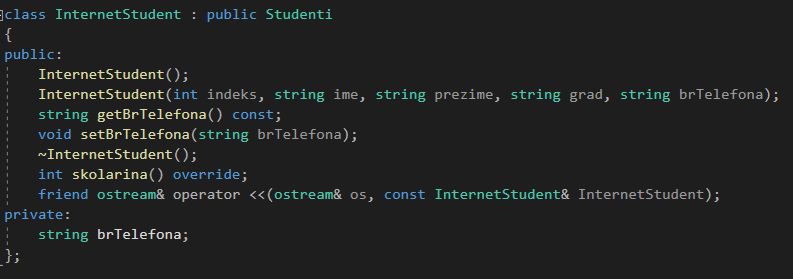 class InternetStudent : public Studenti
{
public:
    InternetStudent();
    InternetStudent(int indeks, string ime, string prezime, string grad, string brTelefona);
    string getBrTelefona() const;
    void setBrTelefona(string brTelefona);
    ~InternetStudent();
    int skolarina() override;
    friend ostream& operator <<(ostream& os, const InternetStudent& InternetStudent);
private:
    string brTelefona;
};